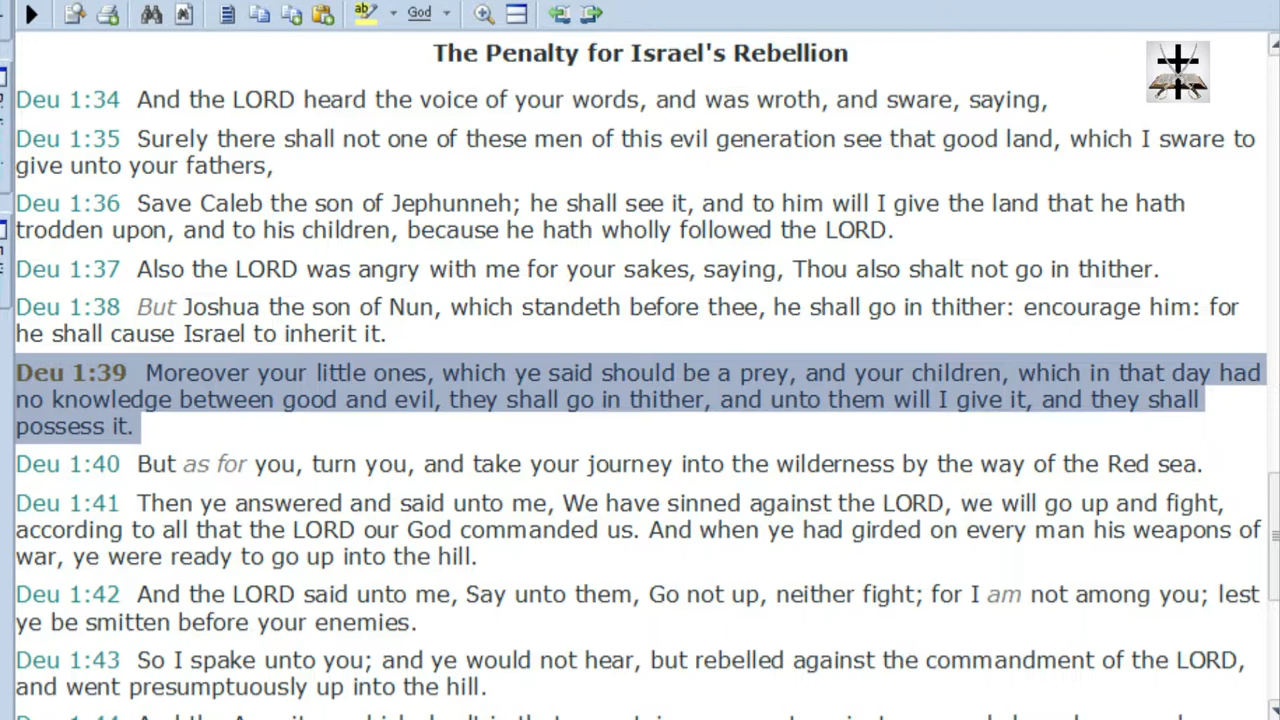 God
The Penalty for Israel's Rebellion
Deu 1:34 And the LORD heard the voice of your words, and was wroth, and sware, saying,
Deu 1:35 Surely there shall not one of these men of this evil generation see that good land, which I sware to
give unto your fathers,
Deu 1:36 Save Caleb the son of Jephunneh; he shall see it, and to him will I give the land that he hath
trodden upon, and to his children, because he hath wholly followed the LORD.
Deu 1:37 Also the LORD was angry with me for your sakes, saying, Thou also shalt not go in thither.
Deu 1:38 But Joshua the son of Nun, which standeth before thee, he shall go in thither: encourage him: for
he shall cause Israel to inherit it.
Deu 1:39 Moreover your little ones, which ye said should be a prey, and your children, which in that day had
no knowledge between good and evil, they shall go in thither, and unto them will I give it, and they shall
possess it.
Deu 1:40 But as for you, turn you, and take your journey into the wilderness by the way of the Red sea.
Deu 1:41 Then ye answered and said unto me, We have sinned against the LORD, we will go up and fight,
according to all that the LORD our God commanded us. And when ye had girded on every man his weapons of
war, ye were ready to go up into the hill.
Deu 1:42 And the LORD said unto me, Say unto them, Go not up, neither fight; for I am not among you; lest
ye be smitten before your enemies.
Deu 1:43 So I spake unto you; and ye would not hear, but rebelled against the commandment of the LORD,
and went presumptuously up into the hill.